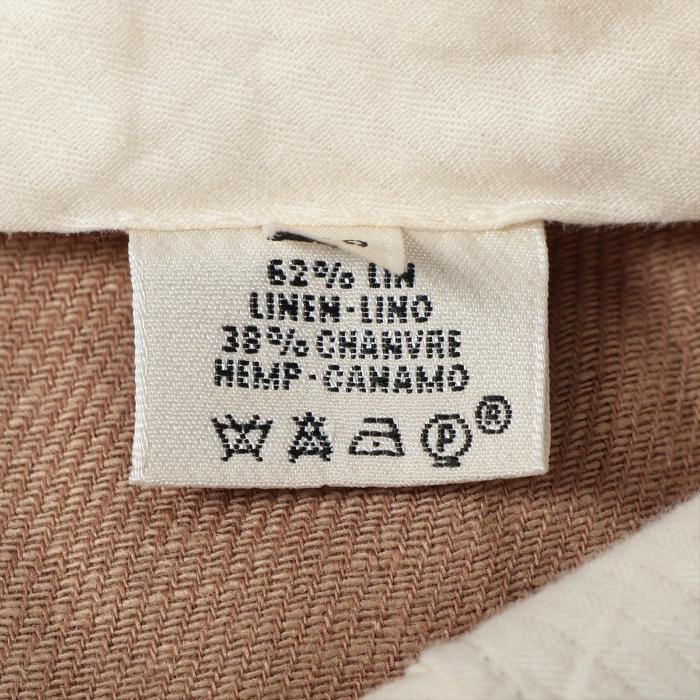 62% LIN
LINEN-LINO
38% CHANVRE
HEMP-CANAMO
P ®